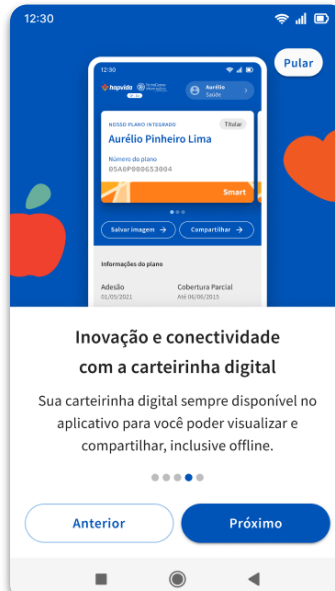 12:30
Pular
12:30
hapvida
Aurélio
Saúde
NOSSO PLANO INTEGRADO
Titular
Aurélio Pinheiro Lima
Número do plano
05A0P000653004
Smart
Salvar imagem →
Compartilhar →
Informações do plano
Adesão
Cobertura Parcial
01/05/2021
Até 06/06/2015
Inovação e conectividade
com a carteirinha digital
Sua carteirinha digital sempre disponível no
aplicativo para você poder visualizar e
compartilhar, inclusive offline.
Anterior
Próximo